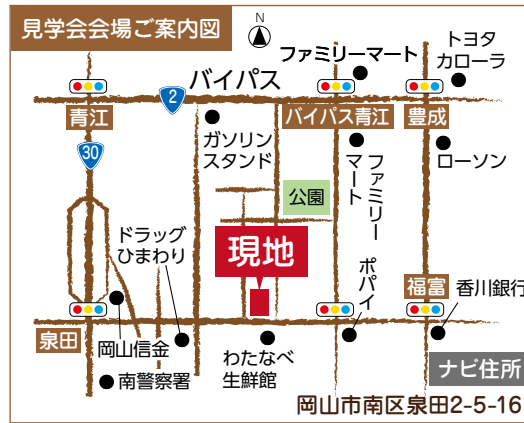 見学会会場ご案内図
N
ファミリーマート
トヨタ
カローラ
2
バイパス
青江
バイパス青江
豊成
ガソリン
スタンド
30
ファミリー
マート
ローソン
公園
ドラッグ
ひまわり
現地
ポパイ
福富
香川銀行
泉田
岡山信金
わたなべ
生鮮館
南警察署
ナビ住所
岡山市南区泉田2-5-16